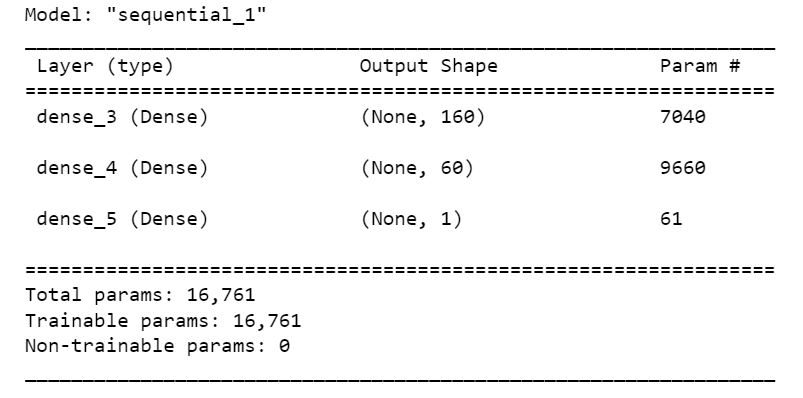 Model: "sequential_1"
Layer (type) Output Shape Param #
dense_3 (Dense) (None, 160) 7040
dense_4 (Dense) (None, 60) 9660
dense_5 (Dense) (None, 1) 61
Total params: 16,761
Trainable params: 16,761
Non-trainable params: 0